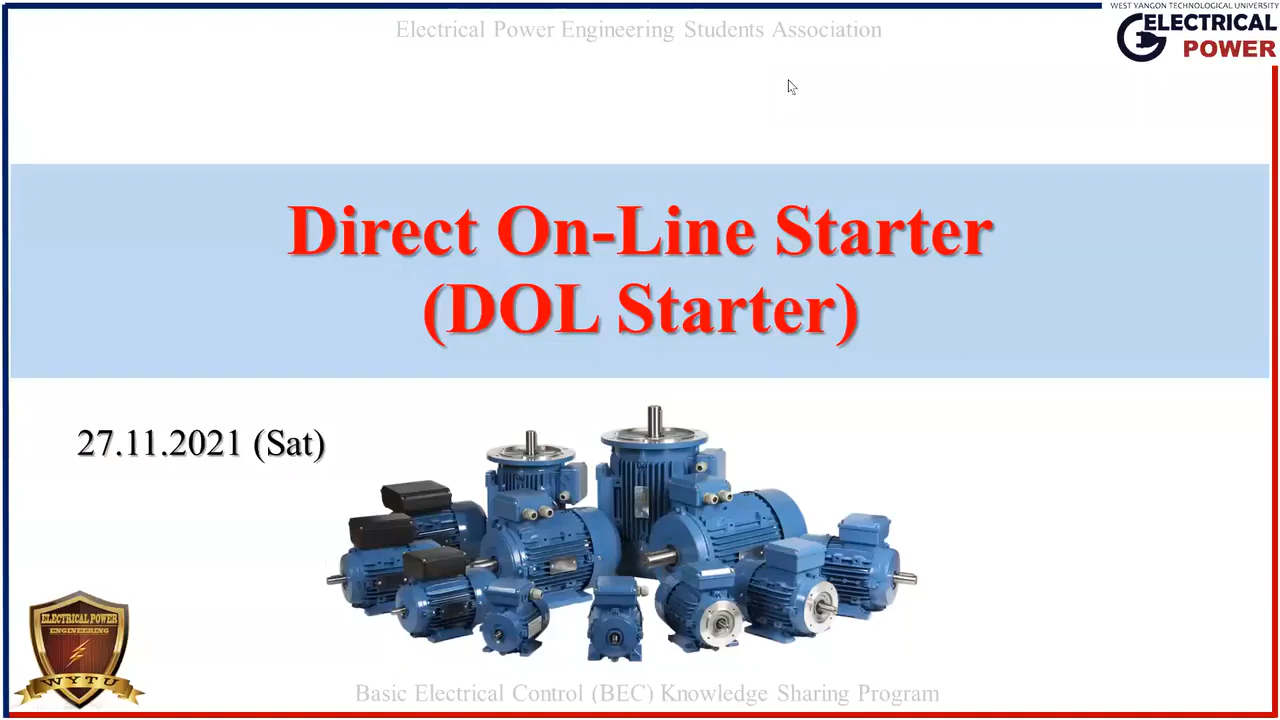 WEST YANGON TECHNOLOGICAL UNIVERSITY
ELECTRICAL
POWER
Electrical Power Engineering Students Association
Direct On-Line Starter
(DOL Starter)
27.11.2021 (Sat)
ELECTRICAL POWER
ENGINEERING
WYTU
Basic Electrical Control (BEC) Knowledge Sharing Program